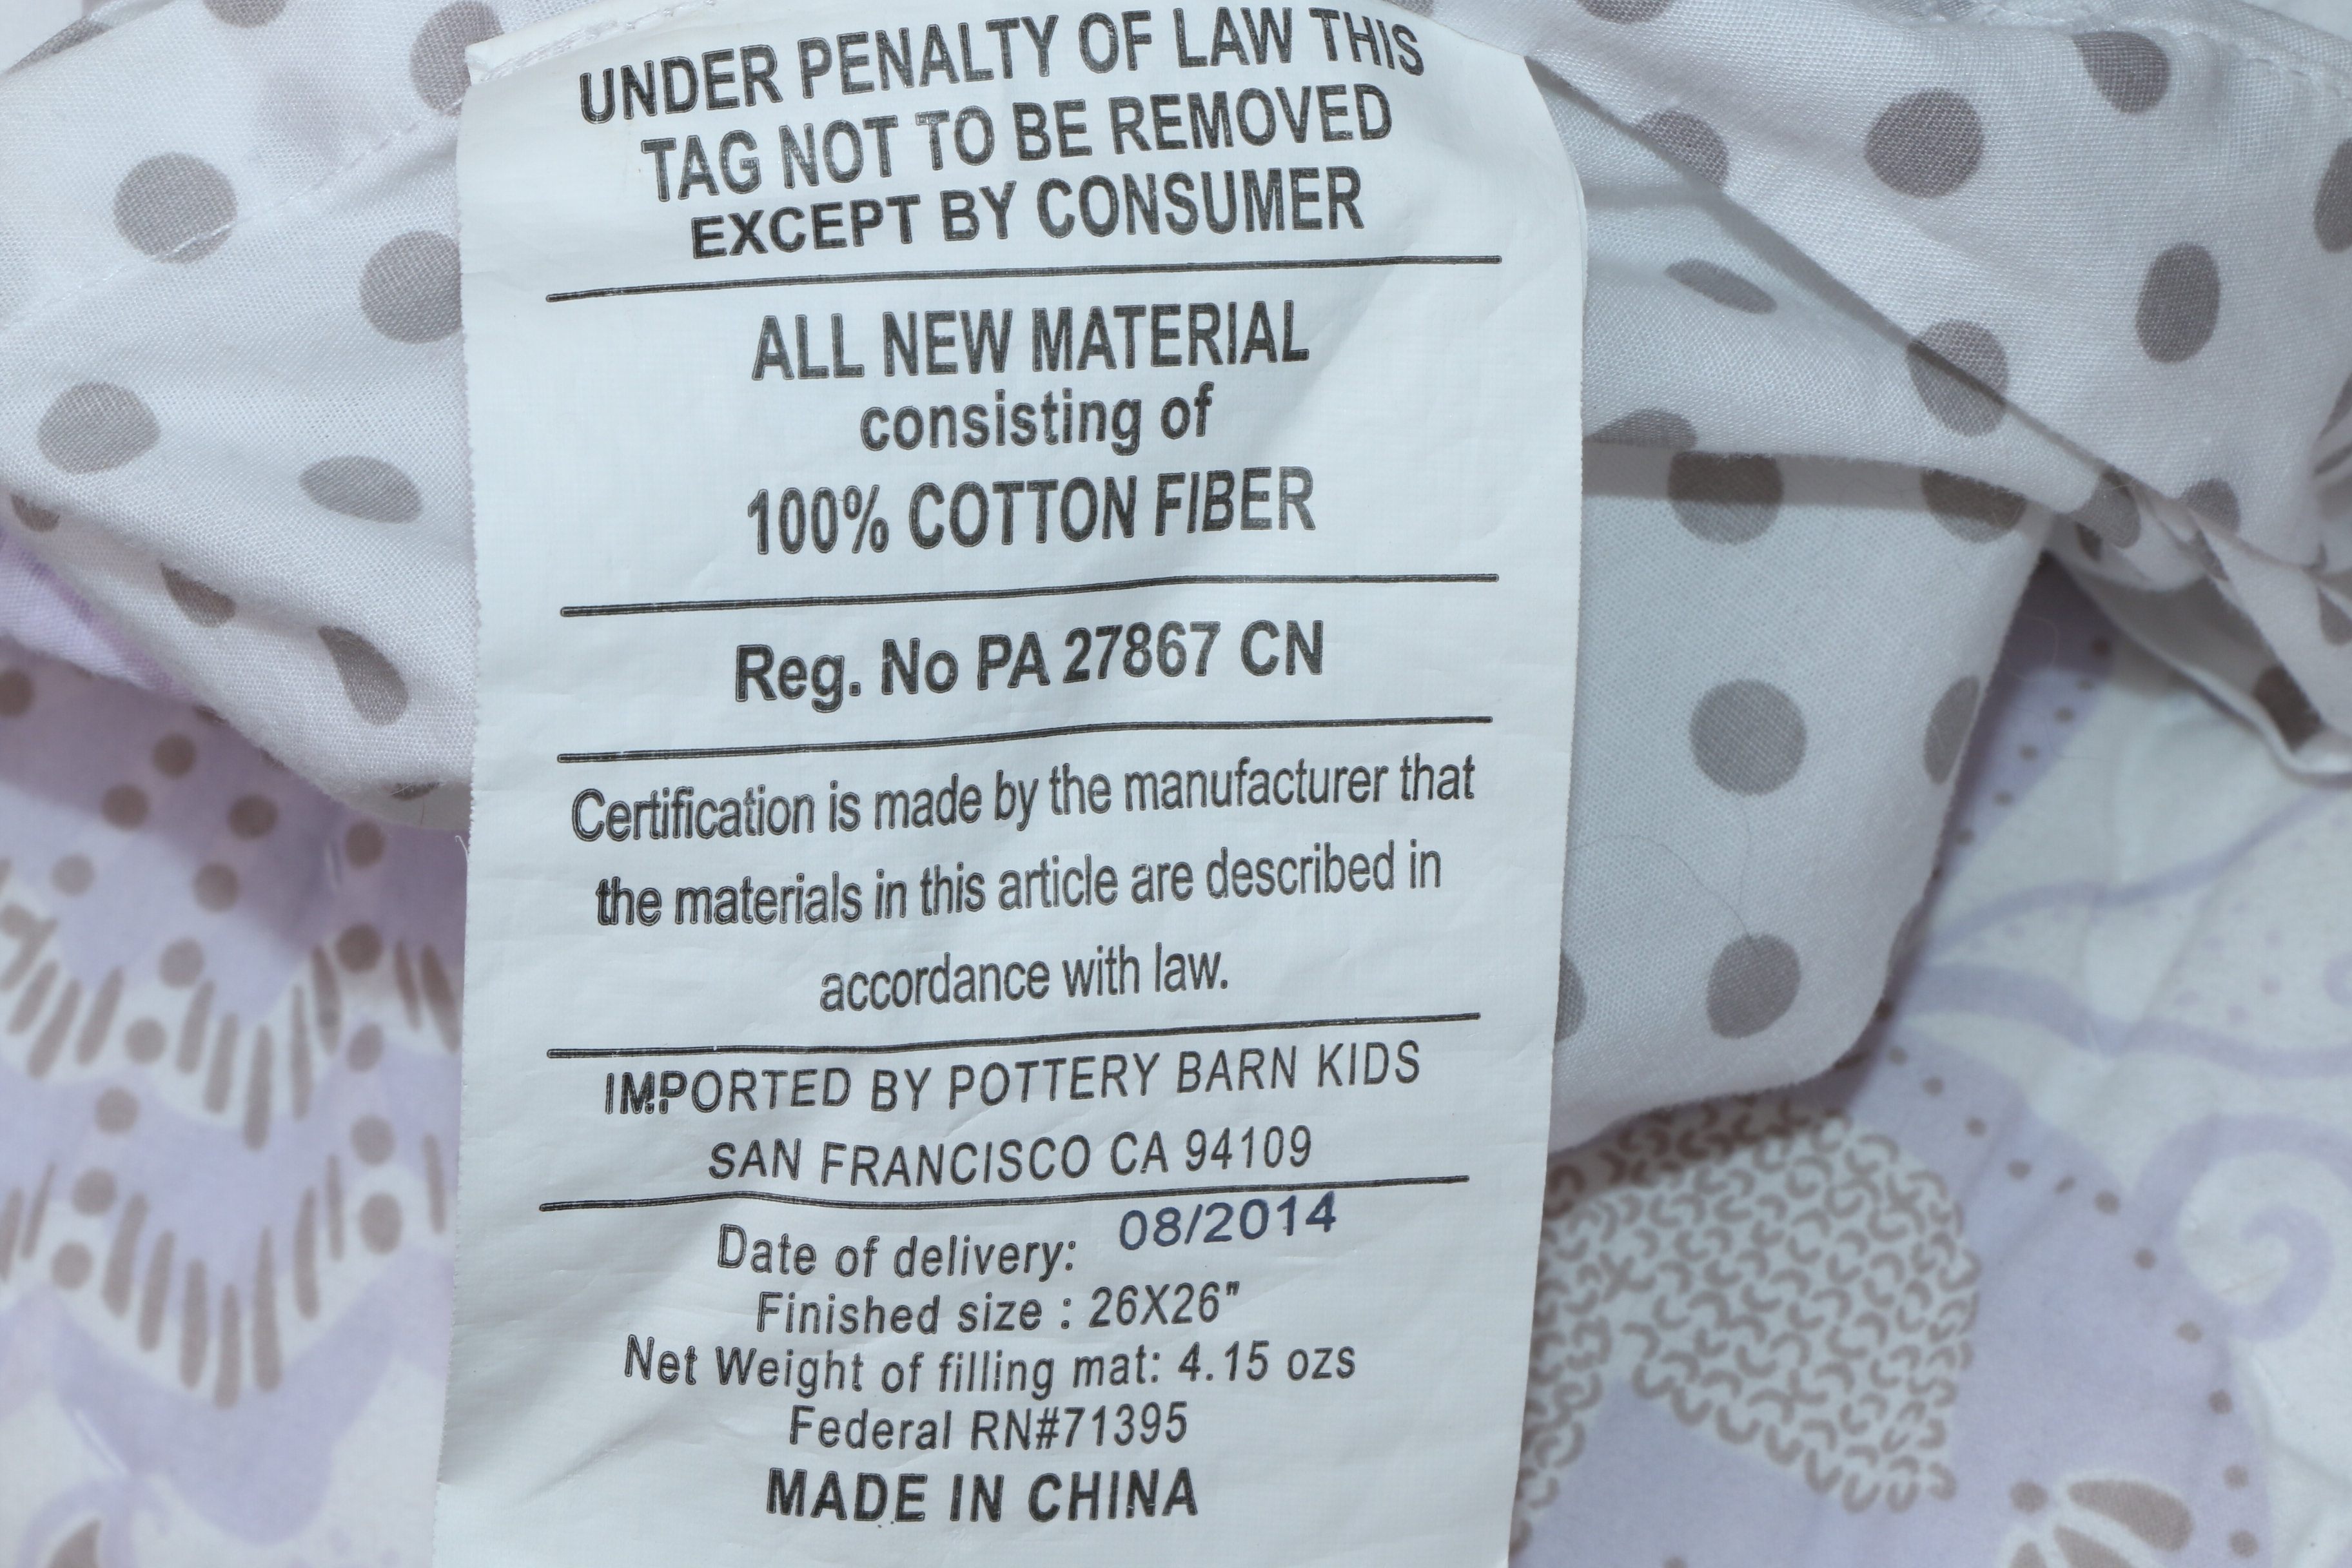 UNDER PENALTY OF LAW THIS
TAG NOT TO BE REMOVED
EXCEPT BY CONSUMER
ALL NEW MATERIAL
consisting of
100% COTTON FIBER
Reg. No PA 27867 CN
Certification is made by the manufacturer that
the materials in this article are described in
accordance with law.
IMPORTED BY POTTERY BARN KIDS
SAN FRANCISCO CA 94109
Date of delivery: 08/2014
Finished size : 26X26"
Net Weight of filling mat: 4.15 ozs
Federal RN#71395
MADE IN CHINA